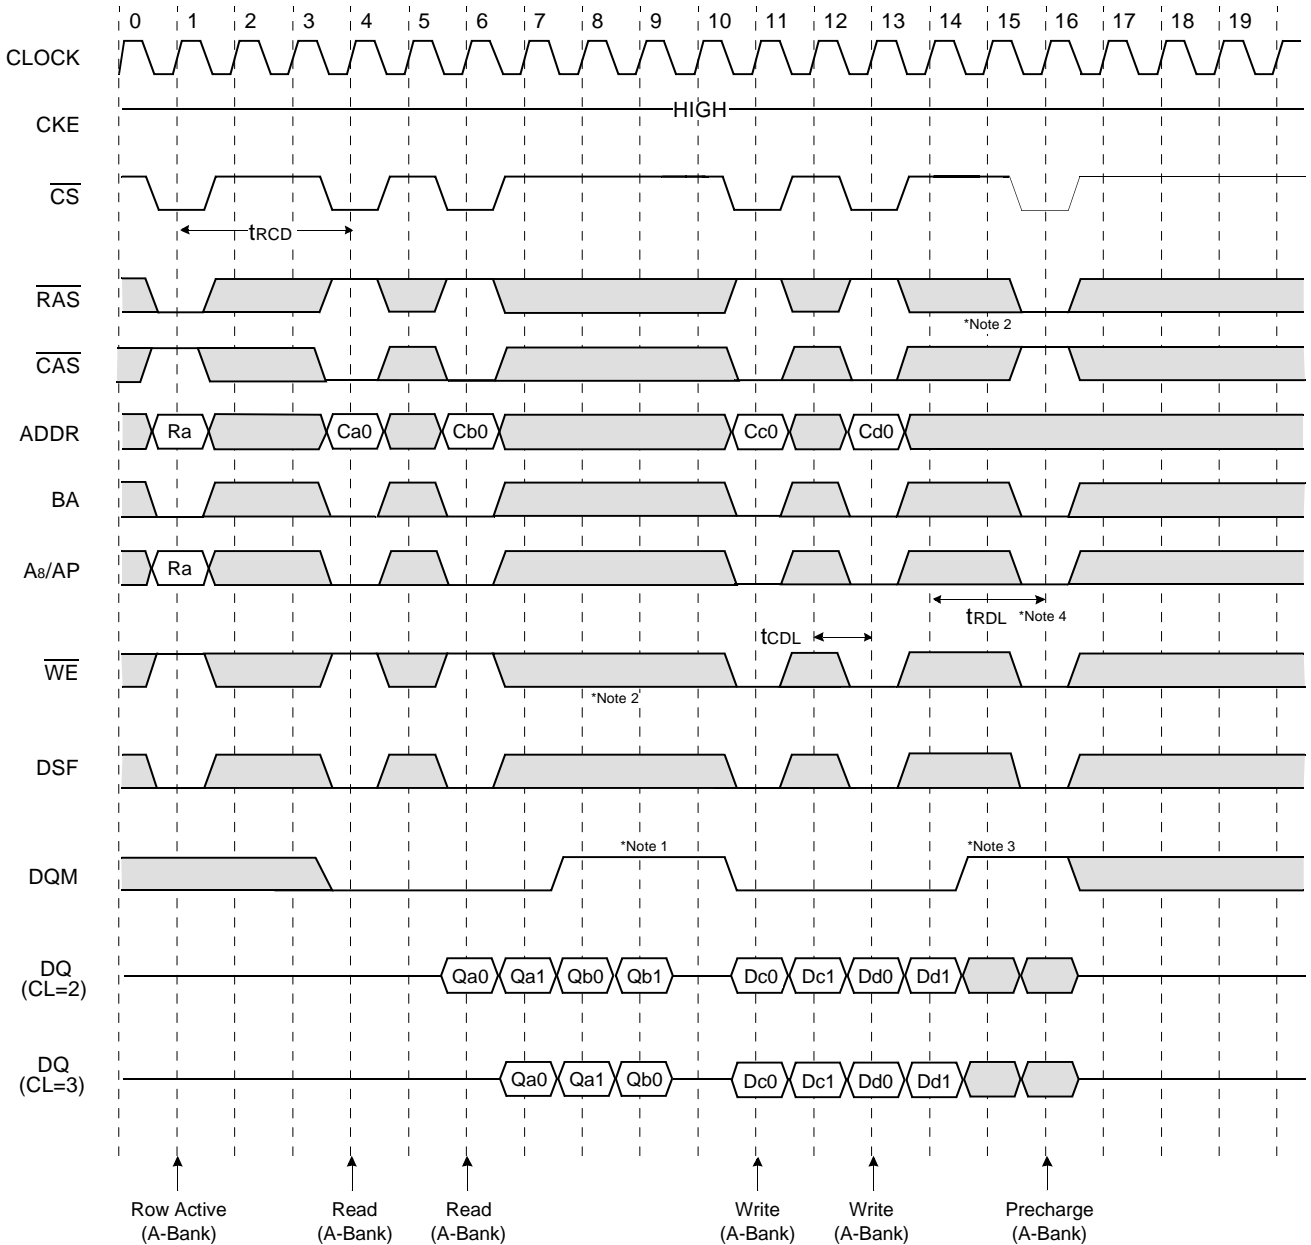 0 1 2 3 4 5 6 7 8 9 10 11 12 13 14 15 16 17 18 19
CLOCK
CKE
HIGH
CS
tRCD
RAS
*Note 2
CAS
ADDR
Ra
Ca0
Cb0
Cc0
Cd0
BA
A8/AP
Ra
tRDL *Note 4
tCDL
WE
*Note 2
DSF
*Note 1
*Note 3
DQM
DQ
(CL=2)
Qa0 Qa1 Qb0 Qb1 Dc0 Dc1 Dd0 Dd1
DQ
(CL=3)
Qa0 Qa1 Qb0 Dc0 Dc1 Dd0 Dd1
Row Active
(A-Bank)
Read
(A-Bank)
Read
(A-Bank)
Write
(A-Bank)
Write
(A-Bank)
Precharge
(A-Bank)